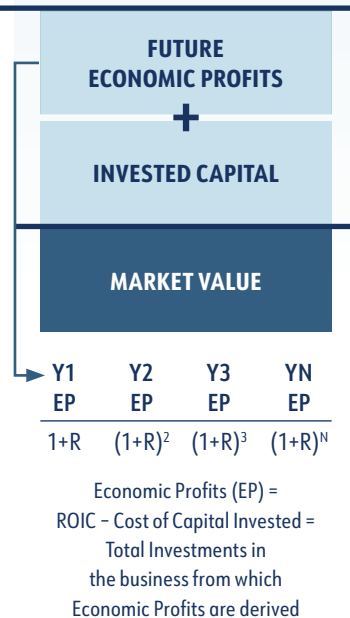 FUTURE
ECONOMIC PROFITS
+
INVESTED CAPITAL
MARKET VALUE
Y1 Y2 Y3 YN
EP EP EP EP
1+R (1+R)² (1+R)³ (1+R)ᴺ
Economic Profits (EP) =
ROIC – Cost of Capital Invested =
Total Investments in
the business from which
Economic Profits are derived